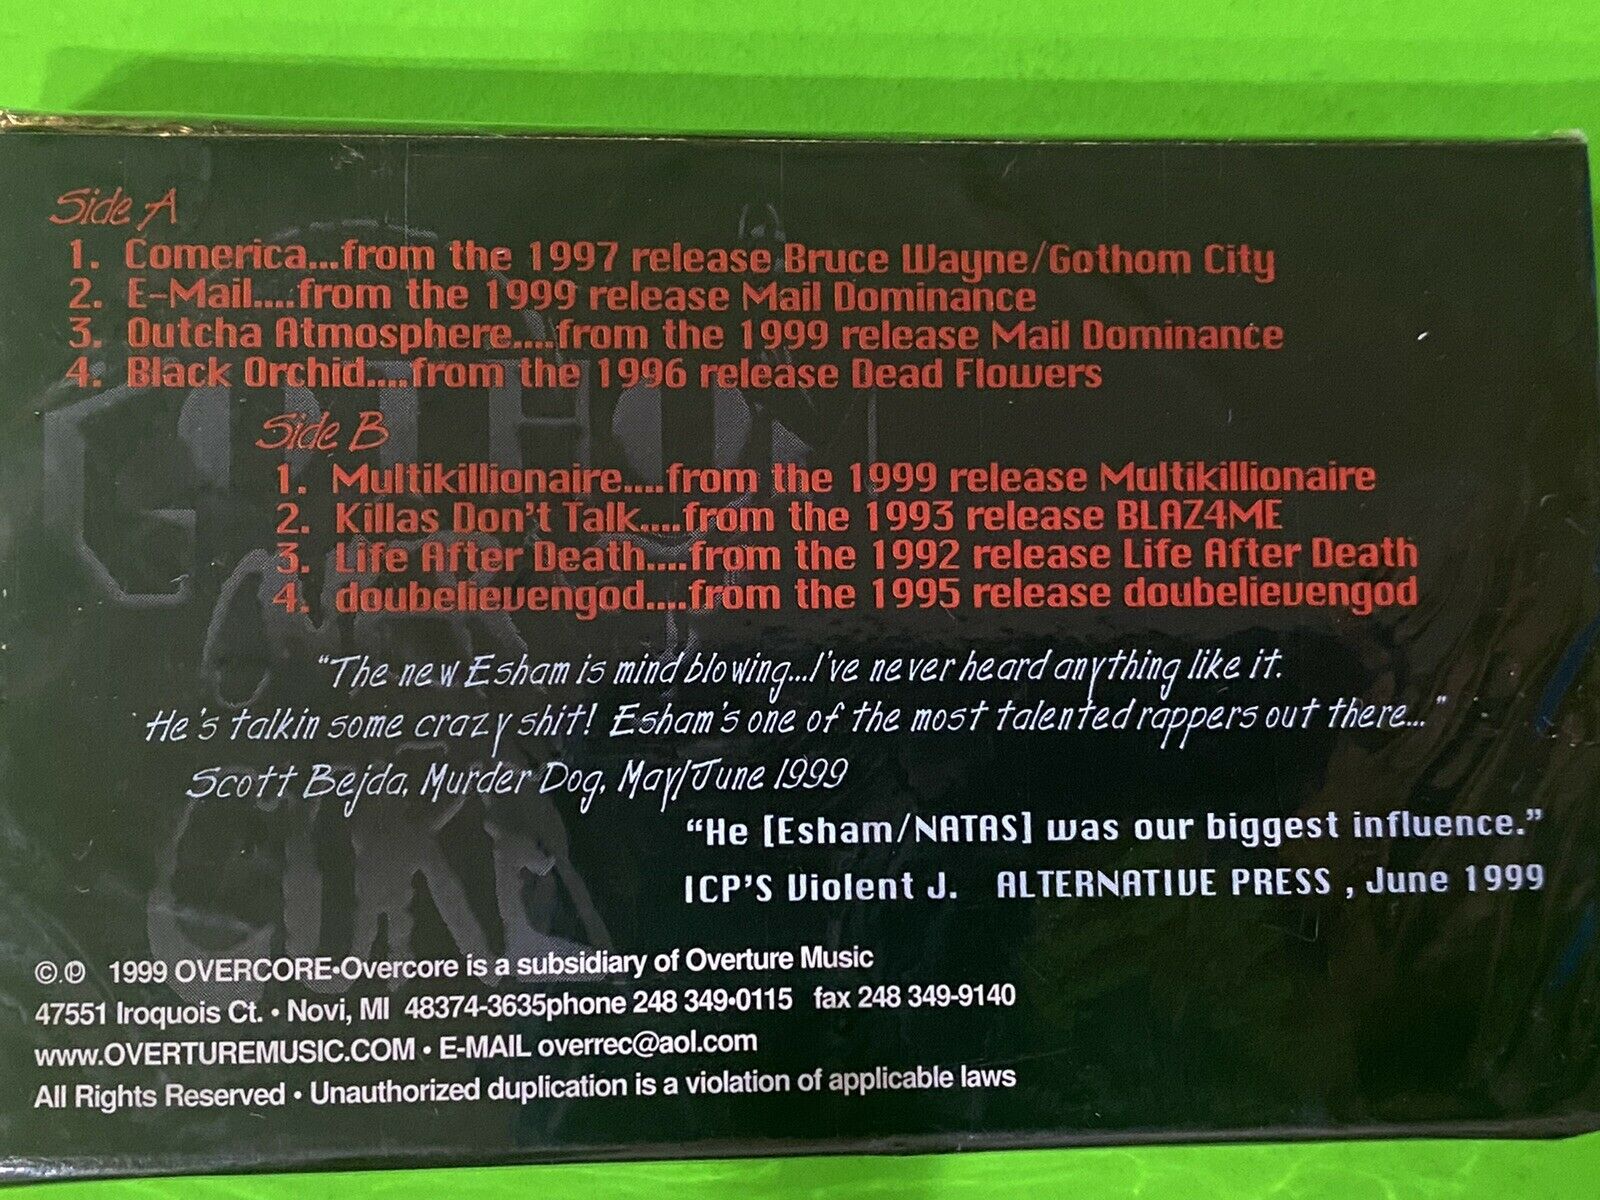 Side A
1. Comerica...from the 1997 release Bruce Wayne/Gothom City
2. E-Mail....from the 1999 release Mail Dominance
3. Outcha Atmosphere....from the 1999 release Mail Dominance
4. Black Orchid....from the 1996 release Dead Flowers
Side B
1. Multikillionaire....from the 1999 release Multikillionaire
2. Killas Don't Talk....from the 1993 release BLAZ4ME
3. Life After Death....from the 1992 release Life After Death
4. doubelievengod....from the 1995 release doubelievengod
"The new Esham is mind blowing...I've never heard anything like it.
He's talkin some crazy shit! Esham's one of the most talented rappers out there..."
Scott Bejda, Murder Dog, May/June 1999
"He [Esham/NATAS] was our biggest influence."
ICP'S Violent J. ALTERNATIVE PRESS , June 1999
©.℗ 1999 OVERCORE•Overcore is a subsidiary of Overture Music
47551 Iroquois Ct. • Novi, MI 48374-3635phone 248 349•0115 fax 248 349-9140
www.OVERTUREMUSIC.COM • E-MAIL overrec@aol.com
All Rights Reserved • Unauthorized duplication is a violation of applicable laws